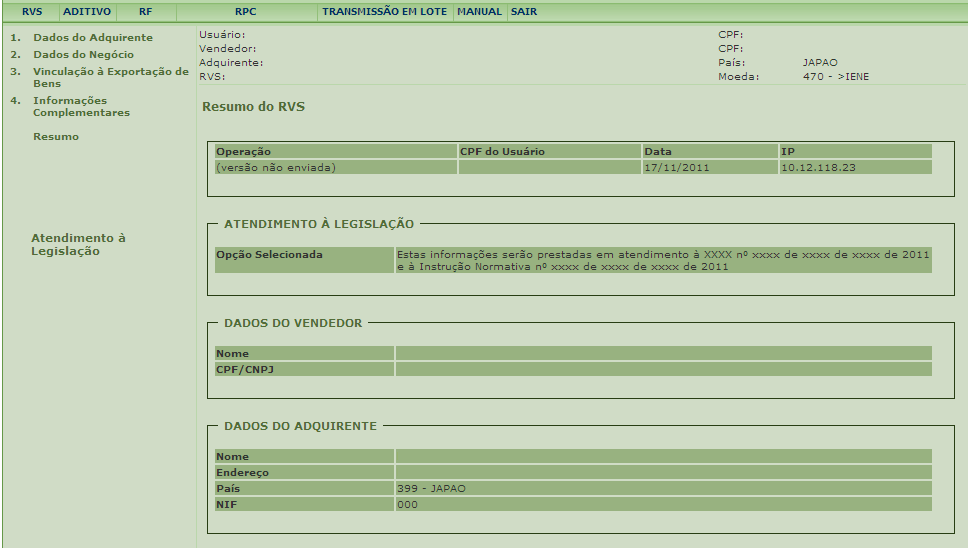 RVS ADITIVO RF RPC TRANSMISSÃO EM LOTE MANUAL SAIR
1. Dados do Adquirente
2. Dados do Negócio
3. Vinculação à Exportação de
Bens
4. Informações
Complementares
Resumo
Atendimento à
Legislação
Usuário: CPF:
Vendedor: CPF:
Adquirente: País: JAPAO
RVS: Moeda: 470 - >IENE
Resumo do RVS
Operação CPF do Usuário Data IP
(versão não enviada) 17/11/2011 10.12.118.23
ATENDIMENTO À LEGISLAÇÃO
Opção Selecionada Estas informações serão prestadas em atendimento à XXXX nº xxxx de xxxx de xxxx de 2011
e à Instrução Normativa nº xxxx de xxxx de xxxx de 2011
DADOS DO VENDEDOR
Nome
CPF/CNPJ
DADOS DO ADQUIRENTE
Nome
Endereço
País 399 - JAPAO
NIF 000